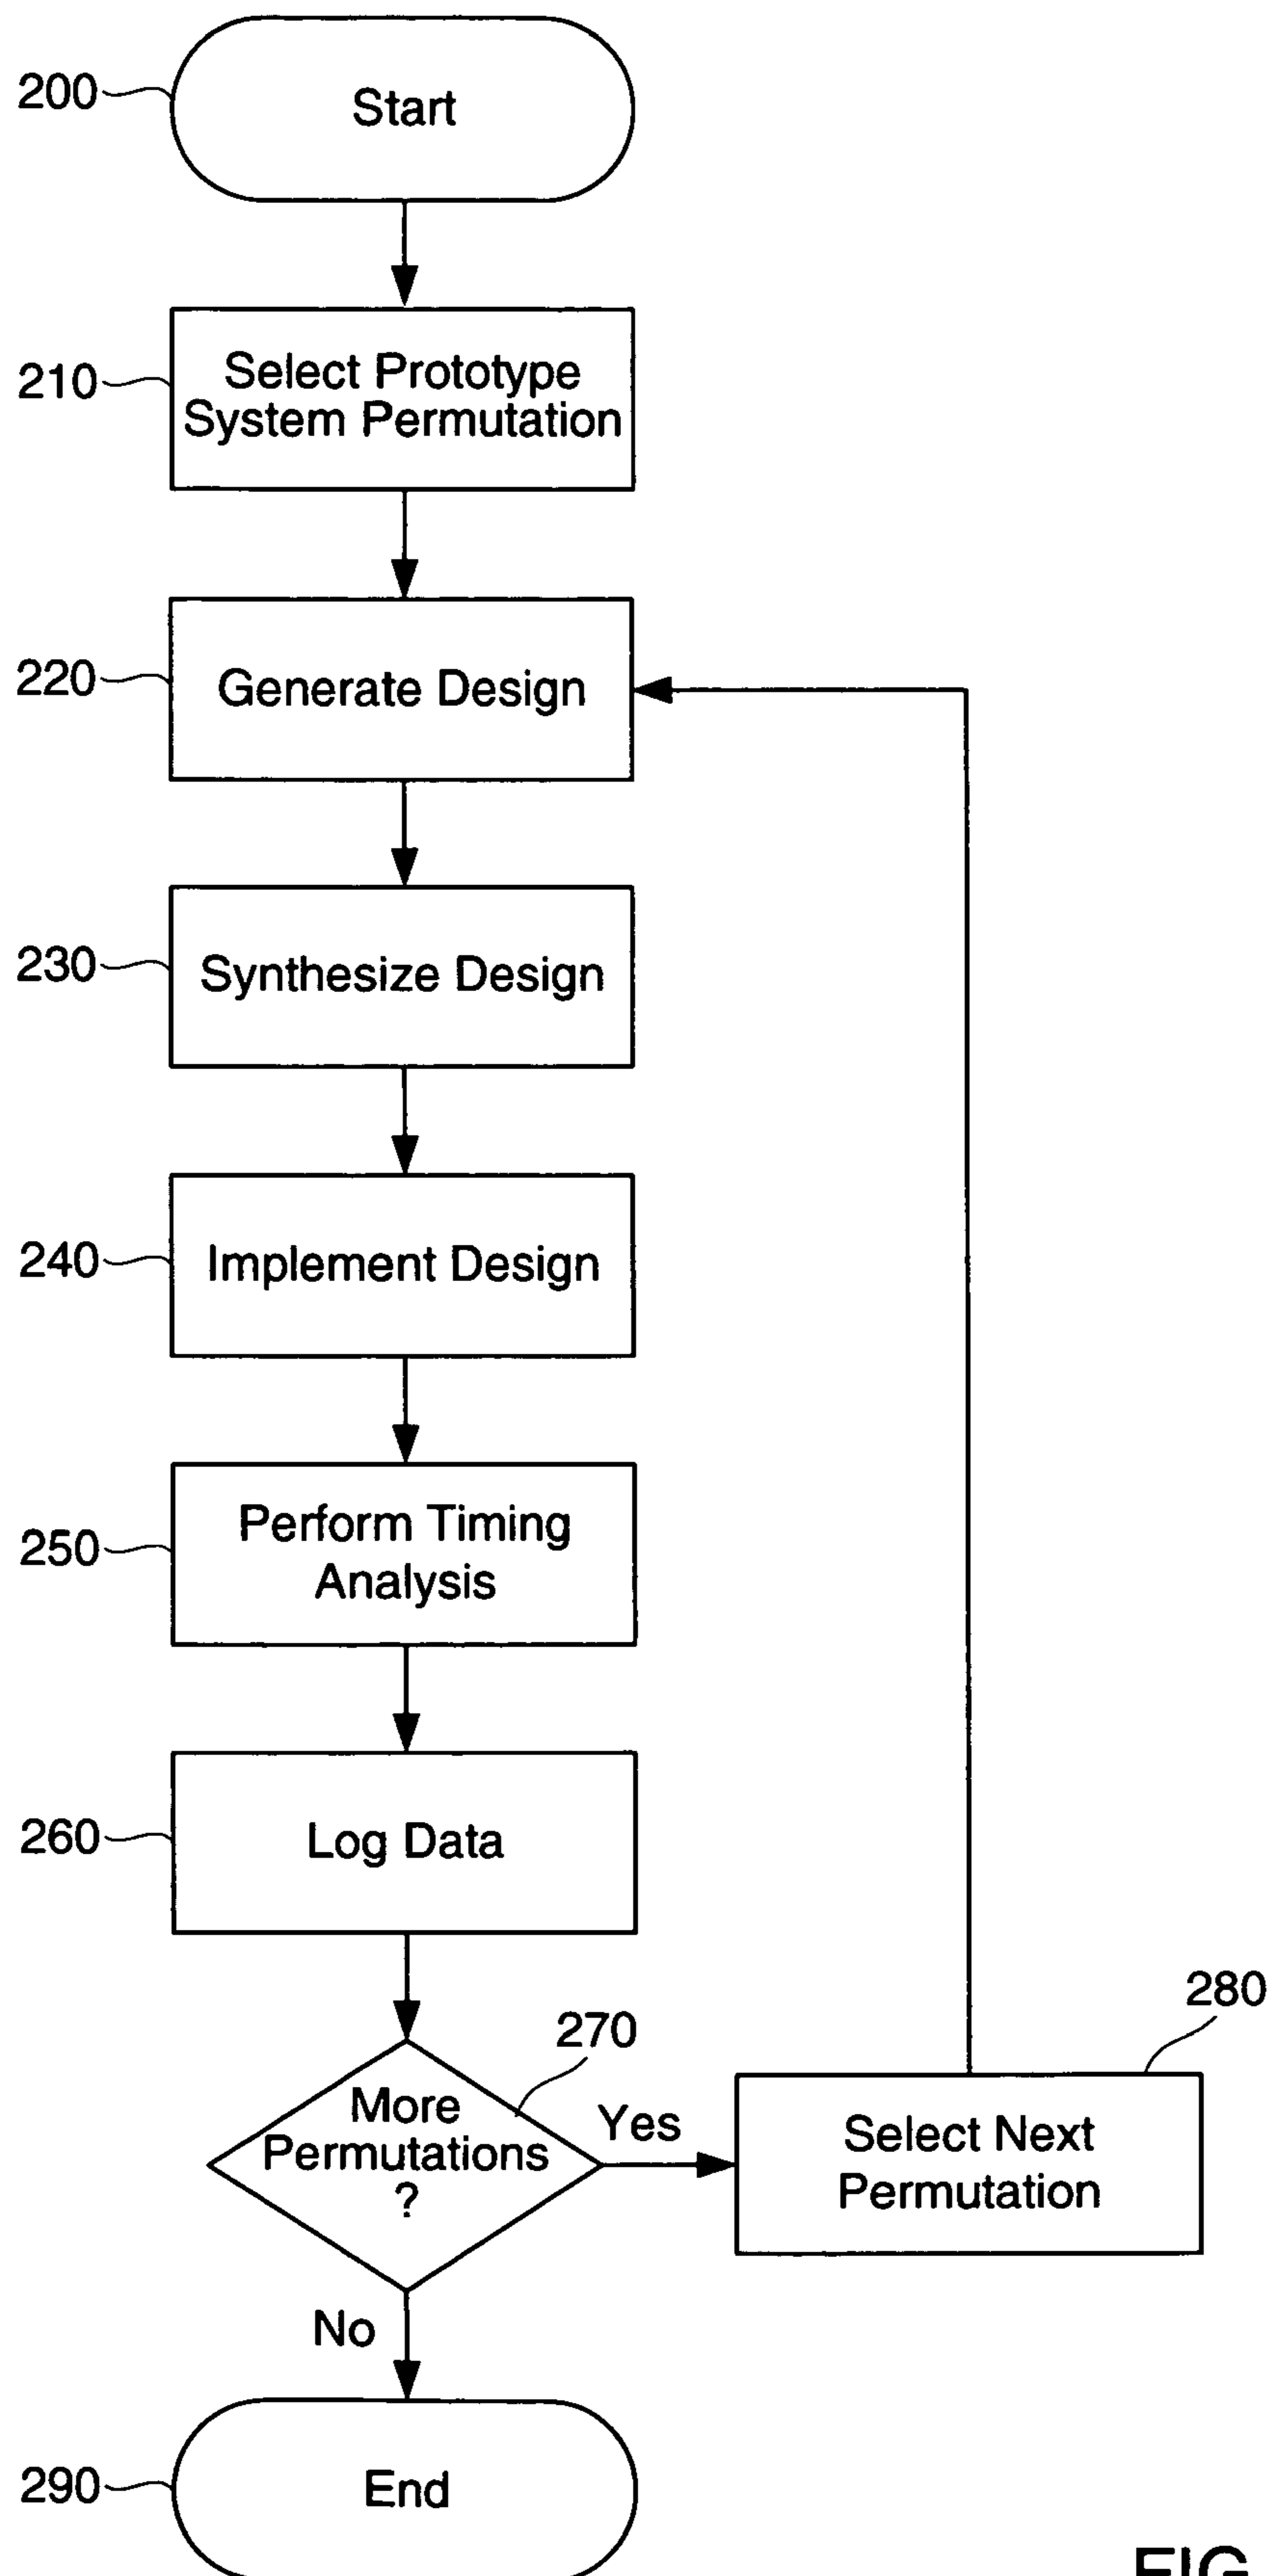 200
Start
210
Select Prototype
System Permutation
220
Generate Design
230
Synthesize Design
240
Implement Design
250
Perform Timing
Analysis
260
Log Data
270
More
Permutations
?
Yes
280
Select Next
Permutation
No
290
End
FIG